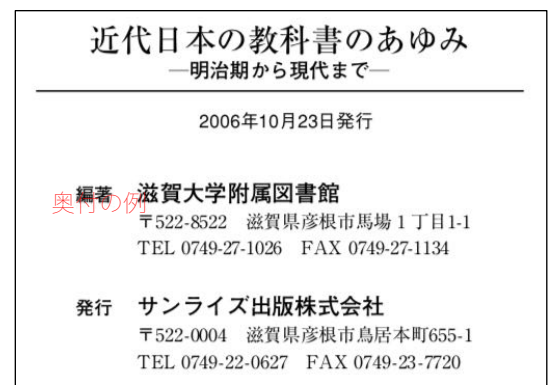 近代日本の教科書のあゆみ
―明治期から現代まで―
2006年10月23日発行
編著 滋賀大学附属図書館
奥付の例
〒522-8522 滋賀県彦根市馬場1丁目1-1
TEL 0749-27-1026 FAX 0749-27-1134
発行 サンライズ出版株式会社
〒522-0004 滋賀県彦根市鳥居本町655-1
TEL 0749-22-0627 FAX 0749-23-7720